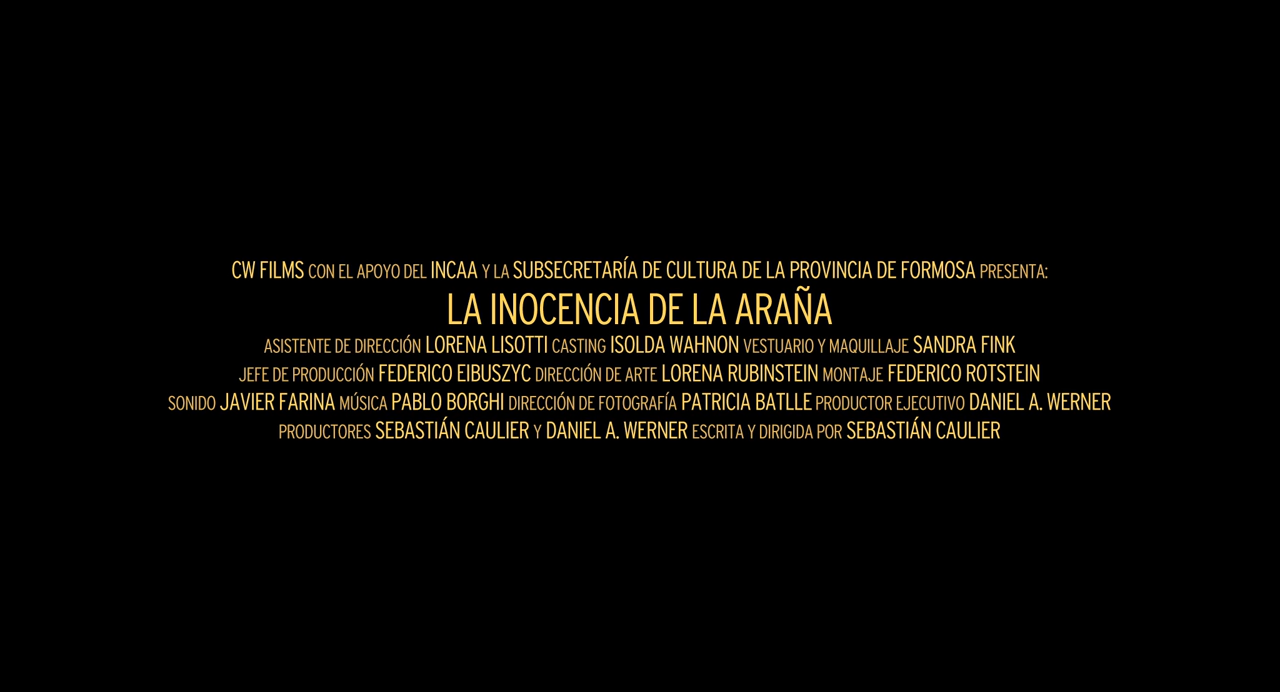 CW FILMS CON EL APOYO DEL INCAA Y LA SUBSECRETARÍA DE CULTURA DE LA PROVINCIA DE FORMOSA PRESENTA:
LA INOCENCIA DE LA ARAÑA
ASISTENTE DE DIRECCIÓN LORENA LISOTTI CASTING ISOLDA WAHNON VESTUARIO Y MAQUILLAJE SANDRA FINK
JEFE DE PRODUCCIÓN FEDERICO EIBUSZYC DIRECCIÓN DE ARTE LORENA RUBINSTEIN MONTAJE FEDERICO ROTSTEIN
SONIDO JAVIER FARINA MÚSICA PABLO BORGHI DIRECCIÓN DE FOTOGRAFÍA PATRICIA BATLLE PRODUCTOR EJECUTIVO DANIEL A. WERNER
PRODUCTORES SEBASTIÁN CAULIER Y DANIEL A. WERNER ESCRITA Y DIRIGIDA POR SEBASTIÁN CAULIER